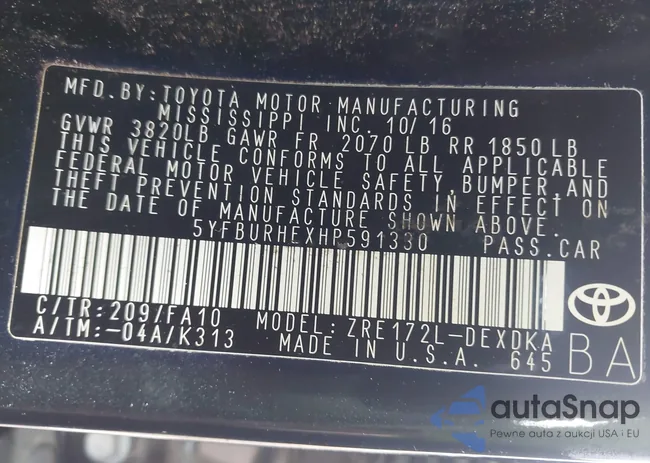 MFD. BY: TOYOTA MOTOR MANUFACTURING
MISSISSIPPI INC. 10/16
GVWR 3820LB GAWR FR 2070 LB RR 1850 LB
THIS VEHICLE CONFORMS TO ALL APPLICABLE
FEDERAL MOTOR VEHICLE SAFETY, BUMPER, AND
THEFT PREVENTION STANDARDS IN EFFECT ON
THE DATE OF MANUFACTURE SHOWN ABOVE.
5YFBURHEXHP591330 PASS.CAR
C/TR: 209/FA10 MODEL: ZRE172L-DEXDKA
A/TM: -04A/K313 MADE IN U.S.A. 645
BA
autaSnap
Pewne auta z aukcji USA i EU